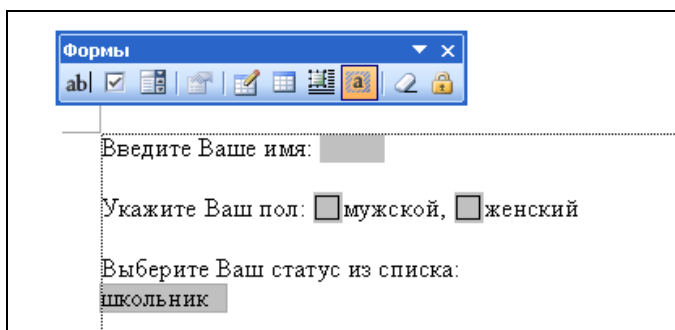 Формы
ab
a
Введите Ваше имя:
Укажите Ваш пол: мужской, женский
Выберите Ваш статус из списка:
школьник